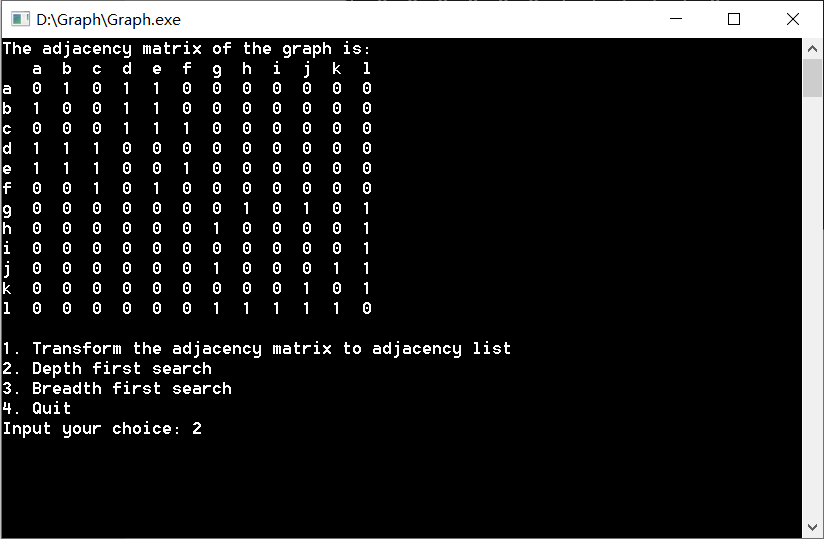 D:\Graph\Graph.exe
The adjacency matrix of the graph is:
   a  b  c  d  e  f  g  h  i  j  k  l
a  0  1  0  1  1  0  0  0  0  0  0  0
b  1  0  0  1  1  0  0  0  0  0  0  0
c  0  0  0  1  1  1  0  0  0  0  0  0
d  1  1  1  0  0  0  0  0  0  0  0  0
e  1  1  1  0  0  1  0  0  0  0  0  0
f  0  0  1  0  1  0  0  0  0  0  0  0
g  0  0  0  0  0  0  0  1  0  1  0  1
h  0  0  0  0  0  0  1  0  0  0  0  1
i  0  0  0  0  0  0  0  0  0  0  0  1
j  0  0  0  0  0  0  1  0  0  0  1  1
k  0  0  0  0  0  0  0  0  0  1  0  1
l  0  0  0  0  0  0  1  1  1  1  1  0
1. Transform the adjacency matrix to adjacency list
2. Depth first search
3. Breadth first search
4. Quit
Input your choice: 2